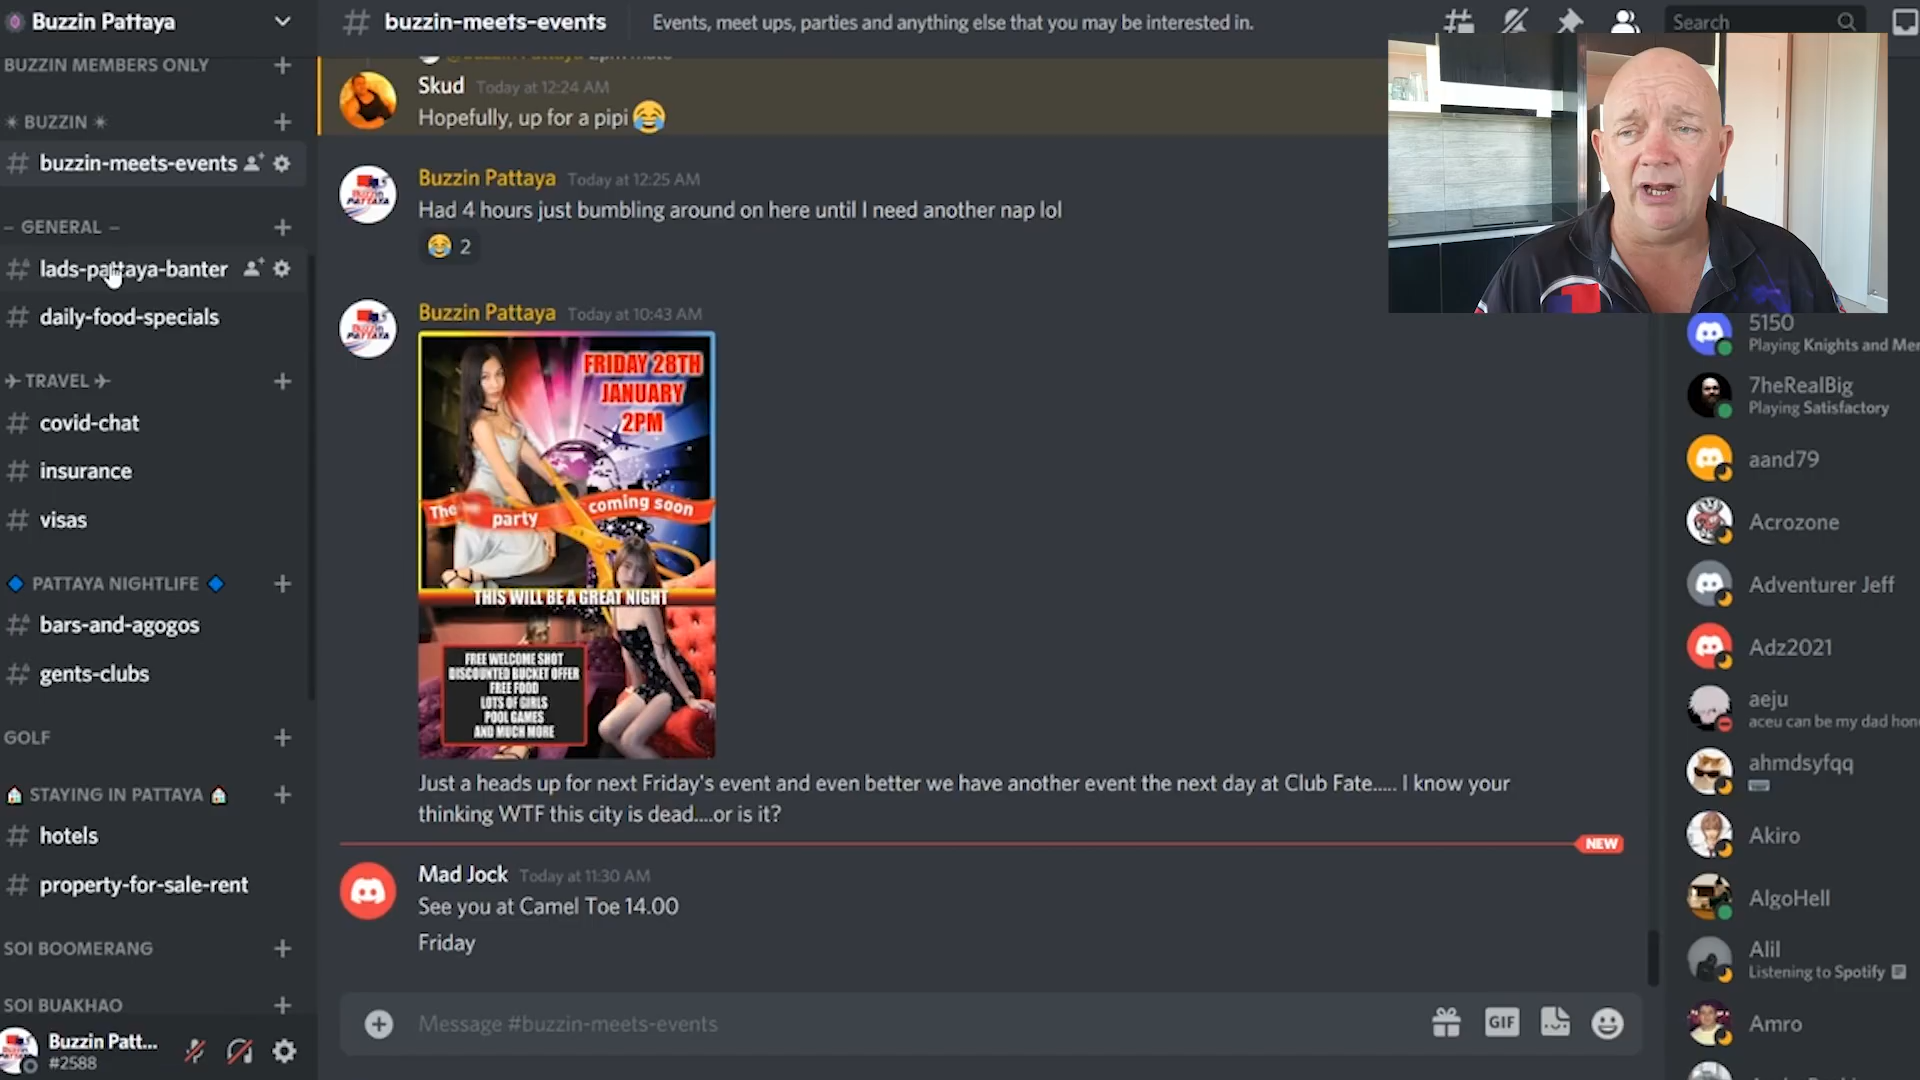 Buzzin Pattaya
BUZZIN MEMBERS ONLY
BUZZIN
buzzin-meets-events
GENERAL
lads-pattaya-banter
daily-food-specials
TRAVEL
covid-chat
insurance
visas
PATTAYA NIGHTLIFE
bars-and-agogos
gents-clubs
GOLF
STAYING IN PATTAYA
hotels
property-for-sale-rent
SOI BOOMERANG
SOI BUAKHAO
Buzzin Patt...
#2588
buzzin-meets-events
Events, meet ups, parties and anything else that you may be interested in.
Search
Skud Today at 12:24 AM
Hopefully, up for a pipi 😂
Buzzin Pattaya Today at 12:25 AM
Had 4 hours just bumbling around on here until I need another nap lol
😂 2
Buzzin Pattaya Today at 10:43 AM
FRIDAY 28TH
JANUARY
2PM
The party coming soon
THIS WILL BE A GREAT NIGHT
FREE WELCOME SHOT
DISCOUNTED BUCKET OFFER
FREE FOOD
LOTS OF GIRLS
POOL GAMES
AND MUCH MORE
Just a heads up for next Friday's event and even better we have another event the next day at Club Fate..... I know your
thinking WTF this city is dead....or is it?
NEW
Mad Jock Today at 11:30 AM
See you at Camel Toe 14.00
Friday
Message #buzzin-meets-events
GIF
5150
Playing Knights and Mer
7heRealBig
Playing Satisfactory
aand79
Acrozone
Adventurer Jeff
Adz2021
aeju
aceu can be my dad hone
ahmdsyfqq
Akiro
AlgoHell
Alil
Listening to Spotify
Amro